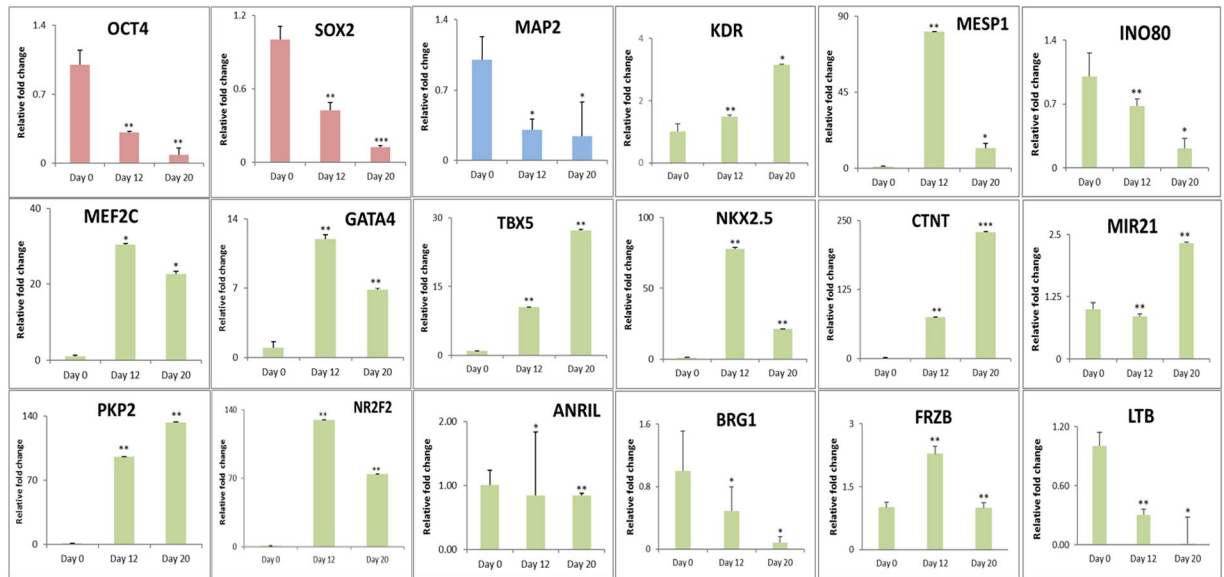 OCT4
Relative fold change
1.4
0.7
0
**
**
Day 0 Day 12 Day 20
SOX2
Relative fold change
1.2
0.6
0
**
***
Day 0 Day 12 Day 20
MAP2
Relative fold chnge
1.4
0.7
0
*
*
Day 0 Day 12 Day 20
KDR
Relative fold change
4
2
0
**
*
Day 0 Day 12 Day 20
MESP1
Relative fold change
90
45
0
**
*
Day 0 Day 12 Day 20
INO80
Relative fold change
1.4
0.7
0
**
*
Day 0 Day 12 Day 20
MEF2C
Relative fold change
40
20
0
*
*
Day 0 Day 12 Day 20
GATA4
Relative fold change
14
7
0
**
**
Day 0 Day 12 Day 20
TBX5
Relative fold change
30
15
0
**
**
Day 0 Day 12 Day 20
NKX2.5
Relative fold change
100
50
0
**
**
Day 0 Day 12 Day 20
CTNT
Relative fold change
250
125
0
**
***
Day 0 Day 12 Day 20
MIR21
Relative fold change
2.5
1.25
0
**
**
Day 0 Day 12 Day 20
PKP2
Relative fold change
140
70
0
**
**
Day 0 Day 12 Day 20
NR2F2
Relative fold change
140
70
0
**
**
Day 0 Day 12 Day 20
ANRIL
Relative fold change
2.00
1.00
0.00
*
**
Day 0 Day 12 Day 20
BRG1
Relative fold change
1.6
0.8
0
*
*
Day 0 Day 12 Day 20
FRZB
Relative fold change
3
1.5
0
**
**
Day 0 Day 12 Day 20
LTB
Relative fold change
1.20
0.60
0.00
**
*
Day 0 Day 12 Day 20